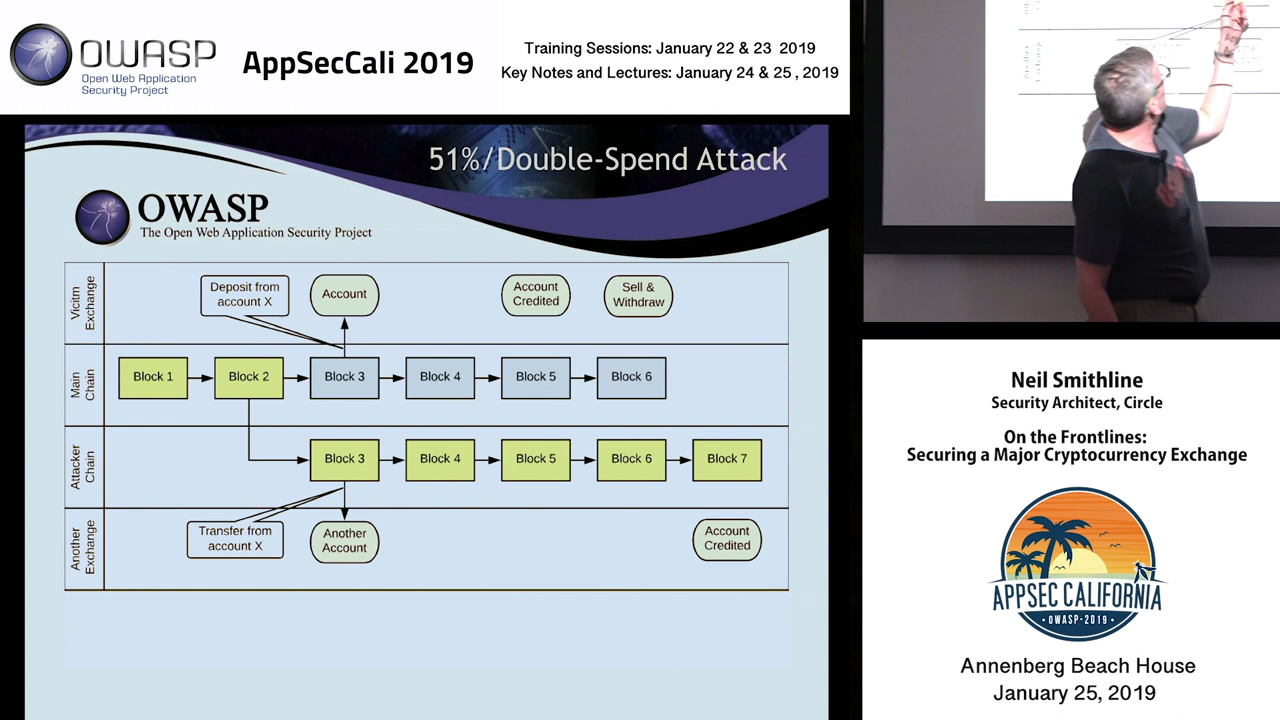 OWASP
Open Web Application
Security Project
AppSecCali 2019
Training Sessions: January 22 & 23 2019
Key Notes and Lectures: January 24 & 25, 2019
51%/Double-Spend Attack
OWASP
The Open Web Application Security Project
Vicitm
Exchange
Deposit from
account X
Account
Account
Credited
Sell &
Withdraw
Main
Chain
Block 1
Block 2
Block 3
Block 4
Block 5
Block 6
Attacker
Chain
Block 3
Block 4
Block 5
Block 6
Block 7
Another
Exchange
Transfer from
account X
Another
Account
Account
Credited
Neil Smithline
Security Architect, Circle
On the Frontlines:
Securing a Major Cryptocurrency Exchange
APPSEC CALIFORNIA
OWASP-2019
Annenberg Beach House
January 25, 2019